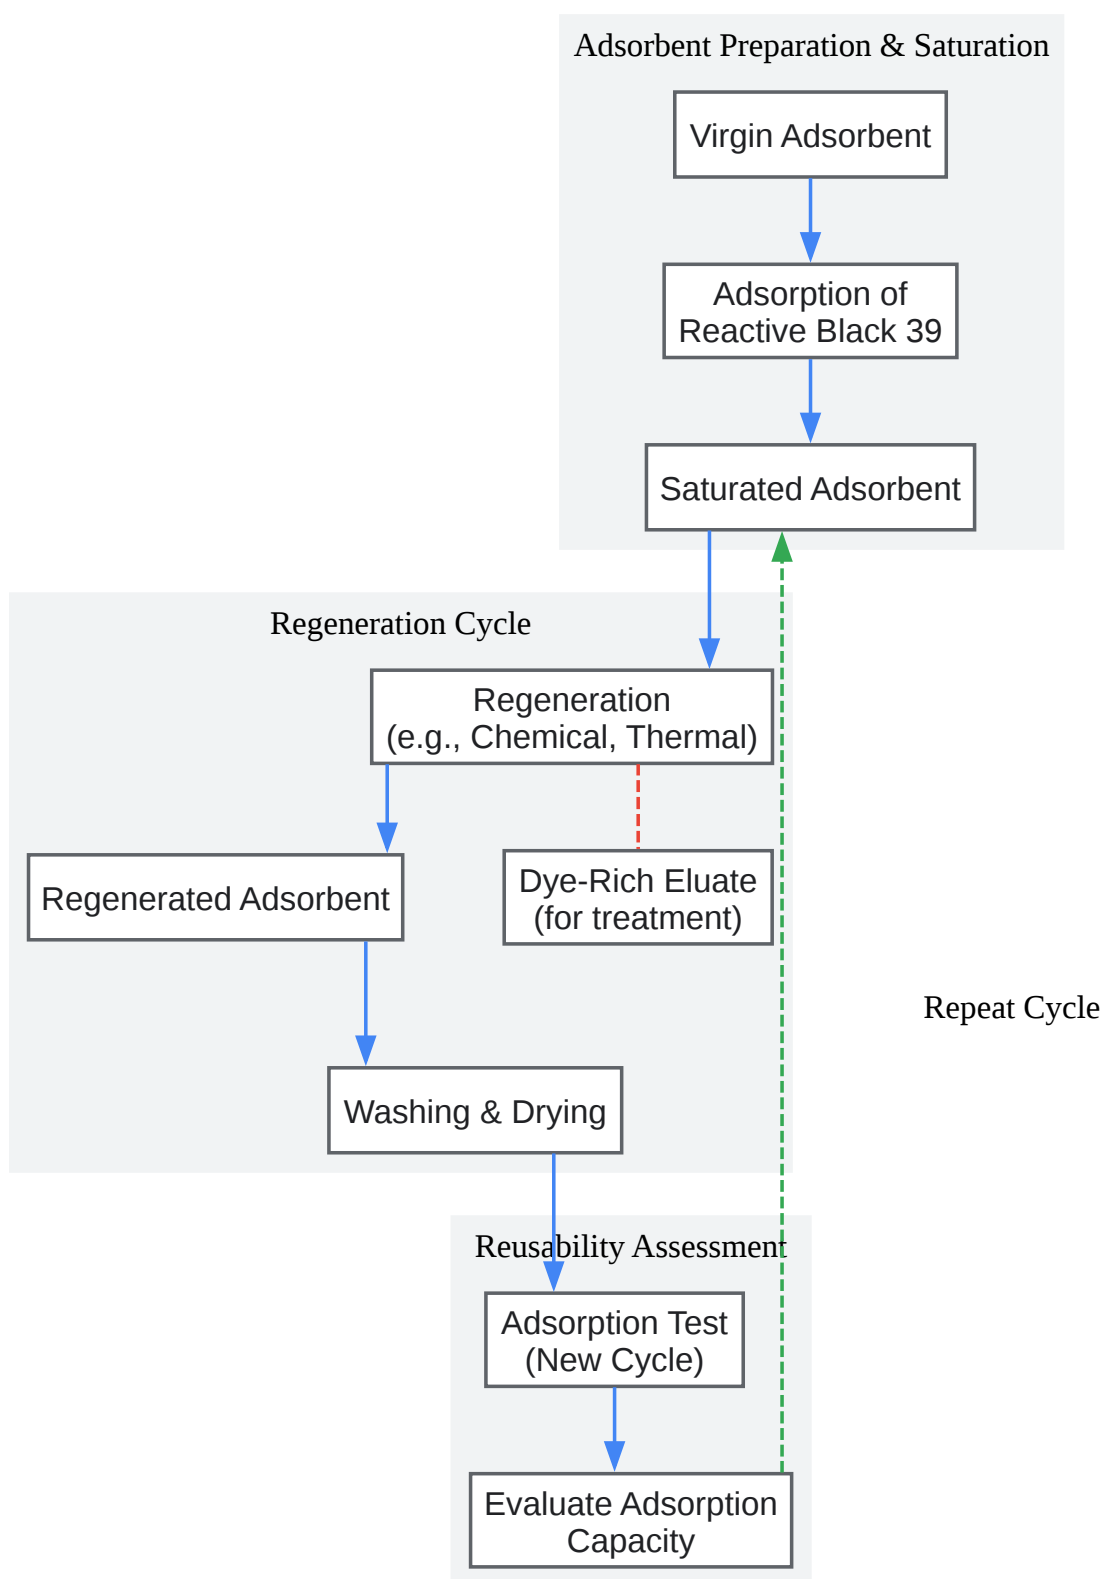 Adsorbent Preparation & Saturation
Virgin Adsorbent
Adsorption of
Reactive Black 39
Saturated Adsorbent
Regeneration Cycle
Regeneration
(e.g., Chemical, Thermal)
Regenerated Adsorbent
Dye-Rich Eluate
(for treatment)
Repeat Cycle
Washing & Drying
Reusability Assessment
Adsorption Test
(New Cycle)
Evaluate Adsorption
Capacity